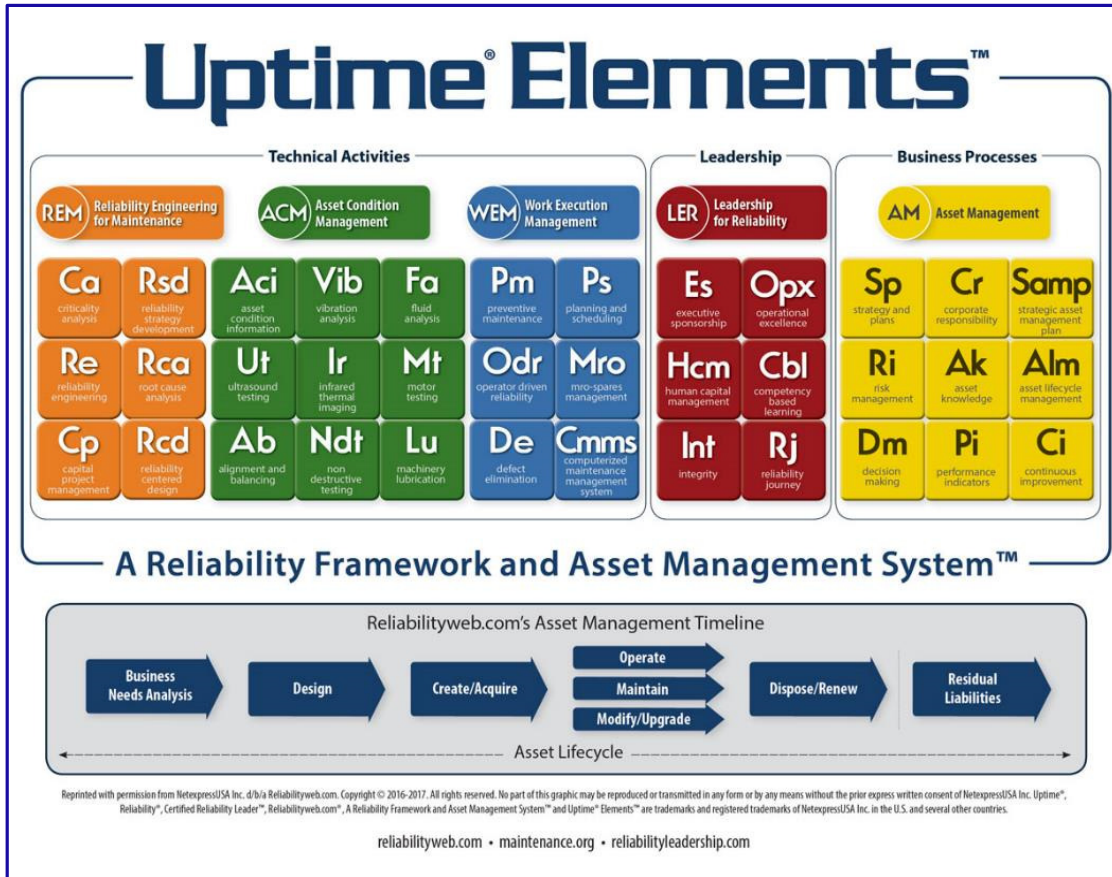 Uptime® Elements™
Technical Activities
Leadership
Business Processes
REM Reliability Engineering
for Maintenance
ACM Asset Condition
Management
WEM Work Execution
Management
LER Leadership
for Reliability
AM Asset Management
Ca
criticality
analysis
Rsd
reliability
strategy
development
Re
reliability
engineering
Rca
root cause
analysis
Cp
capital
project
management
Rcd
reliability
centered
design
Aci
asset
condition
information
Vib
vibration
analysis
Fa
fluid
analysis
Ut
ultrasound
testing
Ir
infrared
thermal
imaging
Mt
motor
testing
Ab
alignment and
balancing
Ndt
non
destructive
testing
Lu
machinery
lubrication
Pm
preventive
maintenance
Ps
planning and
scheduling
Odr
operator driven
reliability
Mro
mro-spares
management
De
defect
elimination
Cmms
computerized
maintenance
management
system
Es
executive
sponsorship
Opx
operational
excellence
Hcm
human capital
management
Cbl
competency
based
learning
Int
integrity
Rj
reliability
journey
Sp
strategy and
plans
Cr
corporate
responsibility
Samp
strategic asset
management
plan
Ri
risk
management
Ak
asset
knowledge
Alm
asset lifecycle
management
Dm
decision
making
Pi
performance
indicators
Ci
continuous
improvement
A Reliability Framework and Asset Management System™
Reliabilityweb.com's Asset Management Timeline
Business
Needs Analysis
Design
Create/Acquire
Operate
Maintain
Modify/Upgrade
Dispose/Renew
Residual
Liabilities
Asset Lifecycle
Reprinted with permission from NetexpressUSA Inc. d/b/a Reliabilityweb.com. Copyright © 2016-2017. All rights reserved. No part of this graphic may be reproduced or transmitted in any form or by any means without the prior express written consent of NetexpressUSA Inc. Uptime®,
Reliability®, Certified Reliability Leader™, Reliabilityweb.com®, A Reliability Framework and Asset Management System™ and Uptime® Elements™ are trademarks and registered trademarks of NetexpressUSA Inc. in the U.S. and several other countries.
reliabilityweb.com • maintenance.org • reliabilityleadership.com